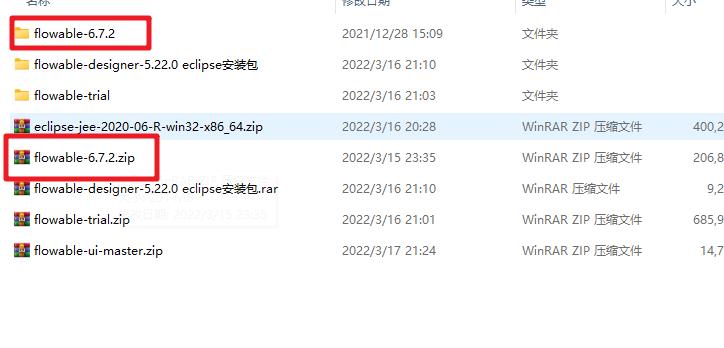 名称 修改日期 类型 大小
flowable-6.7.2 2021/12/28 15:09 文件夹
flowable-designer-5.22.0 eclipse安装包 2022/3/16 21:10 文件夹
flowable-trial 2022/3/16 21:03 文件夹
eclipse-jee-2020-06-R-win32-x86_64.zip 2022/3/16 20:28 WinRAR ZIP 压缩文件 400,2
flowable-6.7.2.zip 2022/3/15 23:35 WinRAR ZIP 压缩文件 206,8
flowable-designer-5.22.0 eclipse安装包.rar 2022/3/16 21:10 WinRAR 压缩文件 9,2
flowable-trial.zip 2022/3/16 21:01 WinRAR ZIP 压缩文件 685,9
flowable-ui-master.zip 2022/3/17 21:24 WinRAR ZIP 压缩文件 14,7